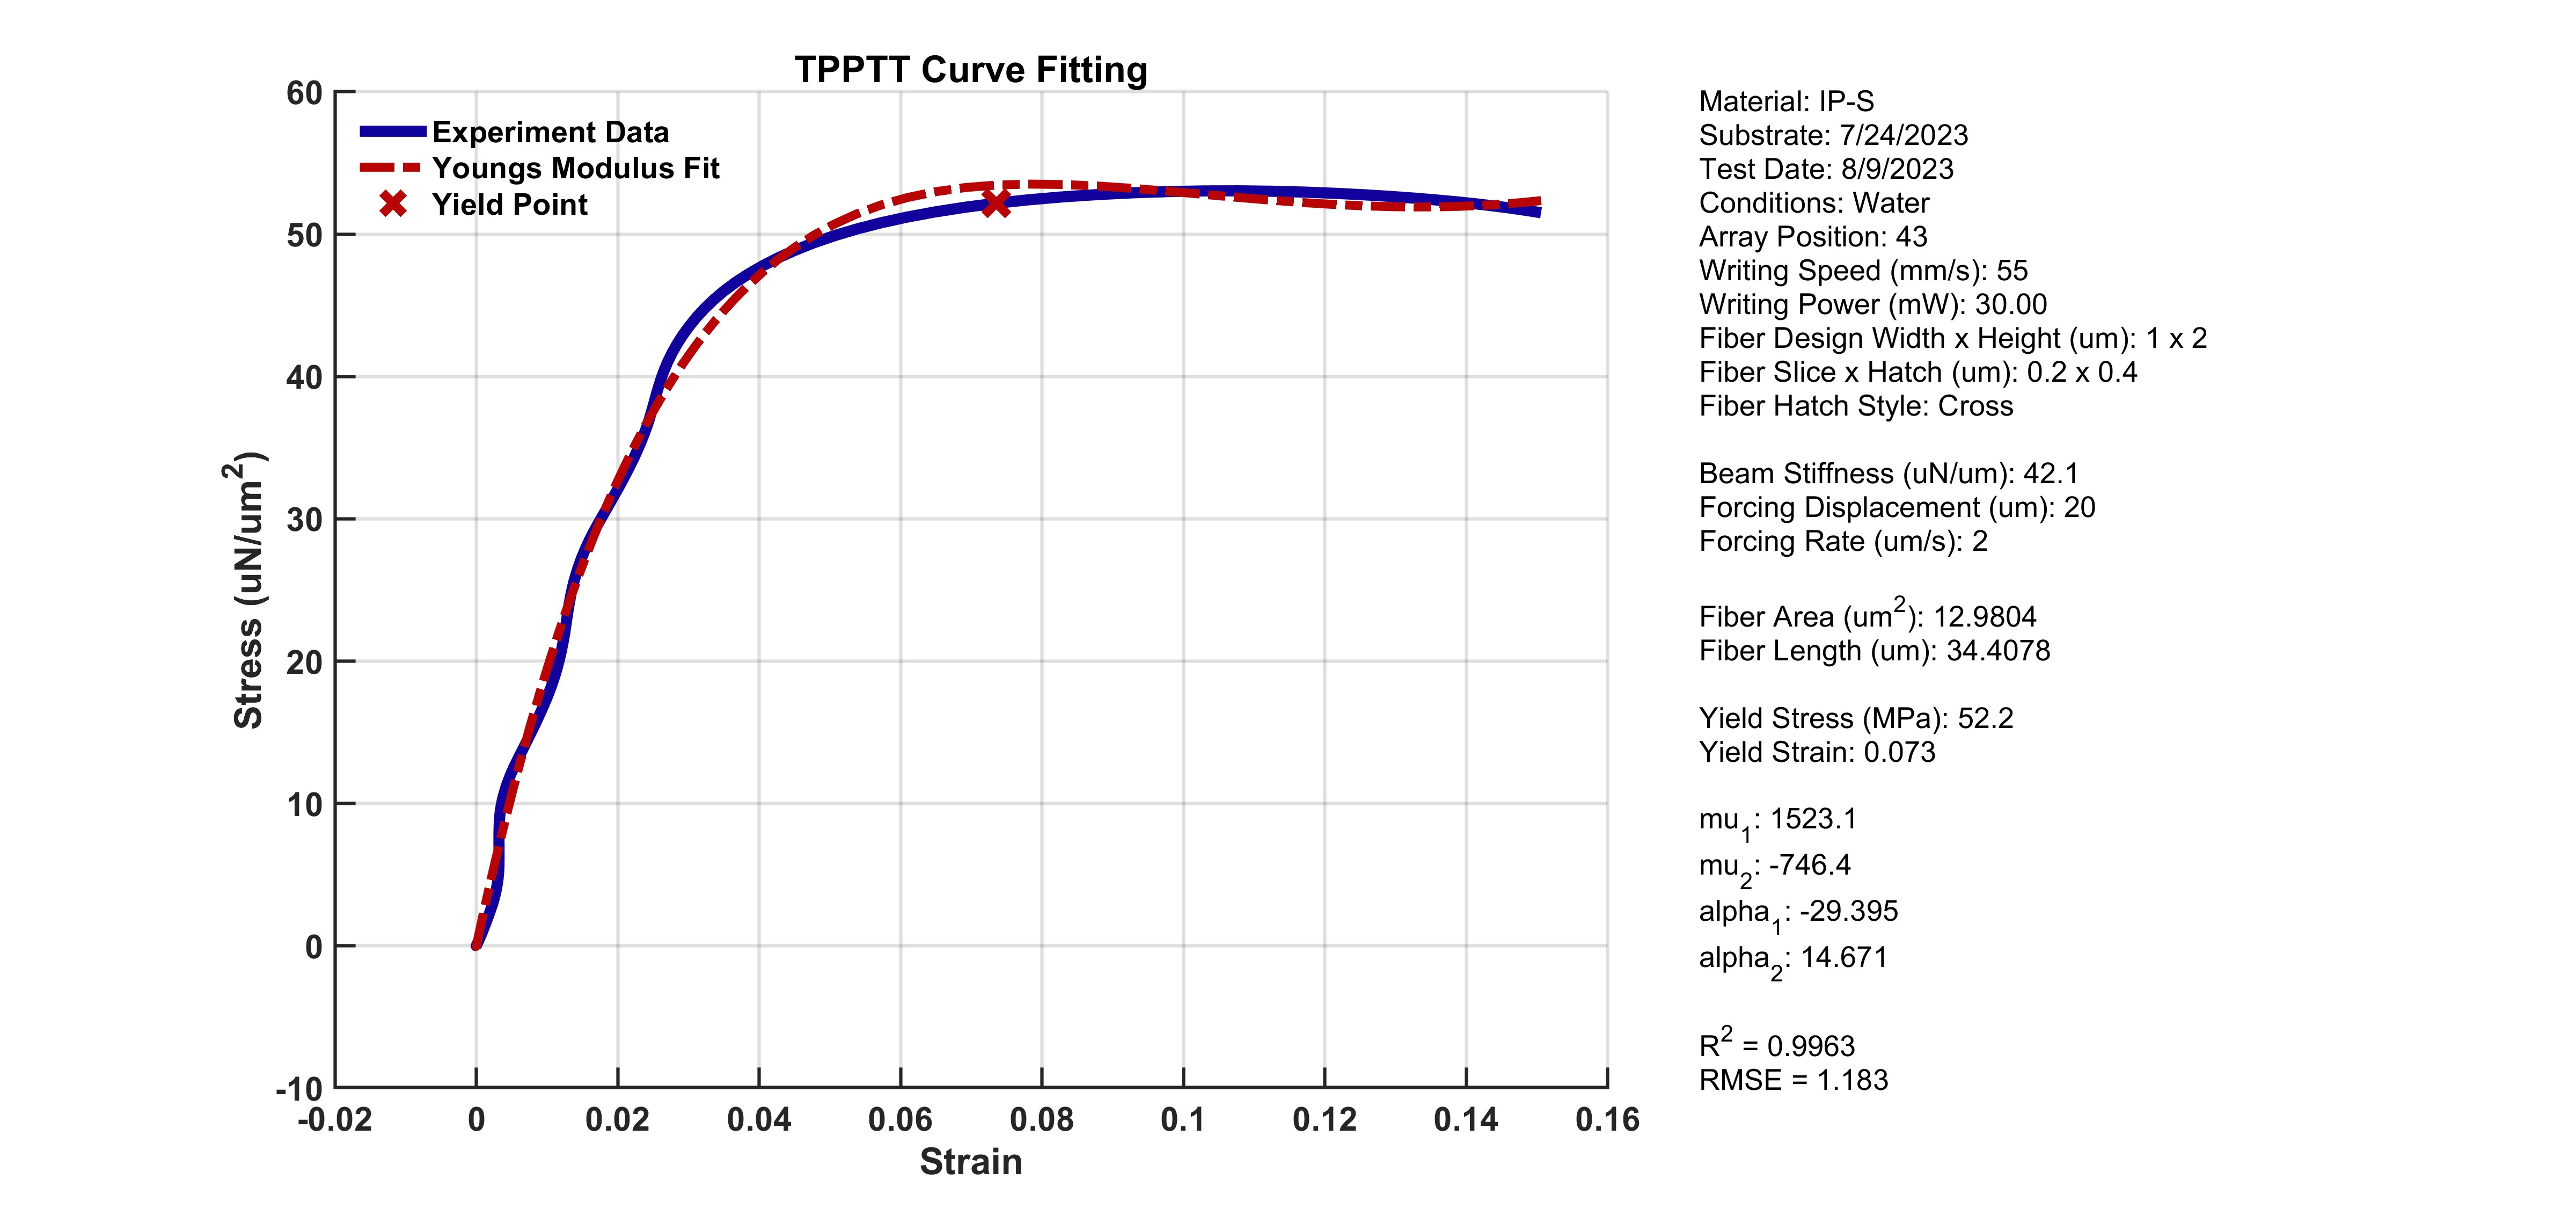 TPPTT Curve Fitting
60
50
40
30
20
10
0
-10
Stress (uN/um²)
Experiment Data
Youngs Modulus Fit
Yield Point
-0.02 0 0.02 0.04 0.06 0.08 0.1 0.12 0.14 0.16
Strain
Material: IP-S
Substrate: 7/24/2023
Test Date: 8/9/2023
Conditions: Water
Array Position: 43
Writing Speed (mm/s): 55
Writing Power (mW): 30.00
Fiber Design Width x Height (um): 1 x 2
Fiber Slice x Hatch (um): 0.2 x 0.4
Fiber Hatch Style: Cross
Beam Stiffness (uN/um): 42.1
Forcing Displacement (um): 20
Forcing Rate (um/s): 2
Fiber Area (um²): 12.9804
Fiber Length (um): 34.4078
Yield Stress (MPa): 52.2
Yield Strain: 0.073
mu₁: 1523.1
mu₂: -746.4
alpha₁: -29.395
alpha₂: 14.671
R² = 0.9963
RMSE = 1.183